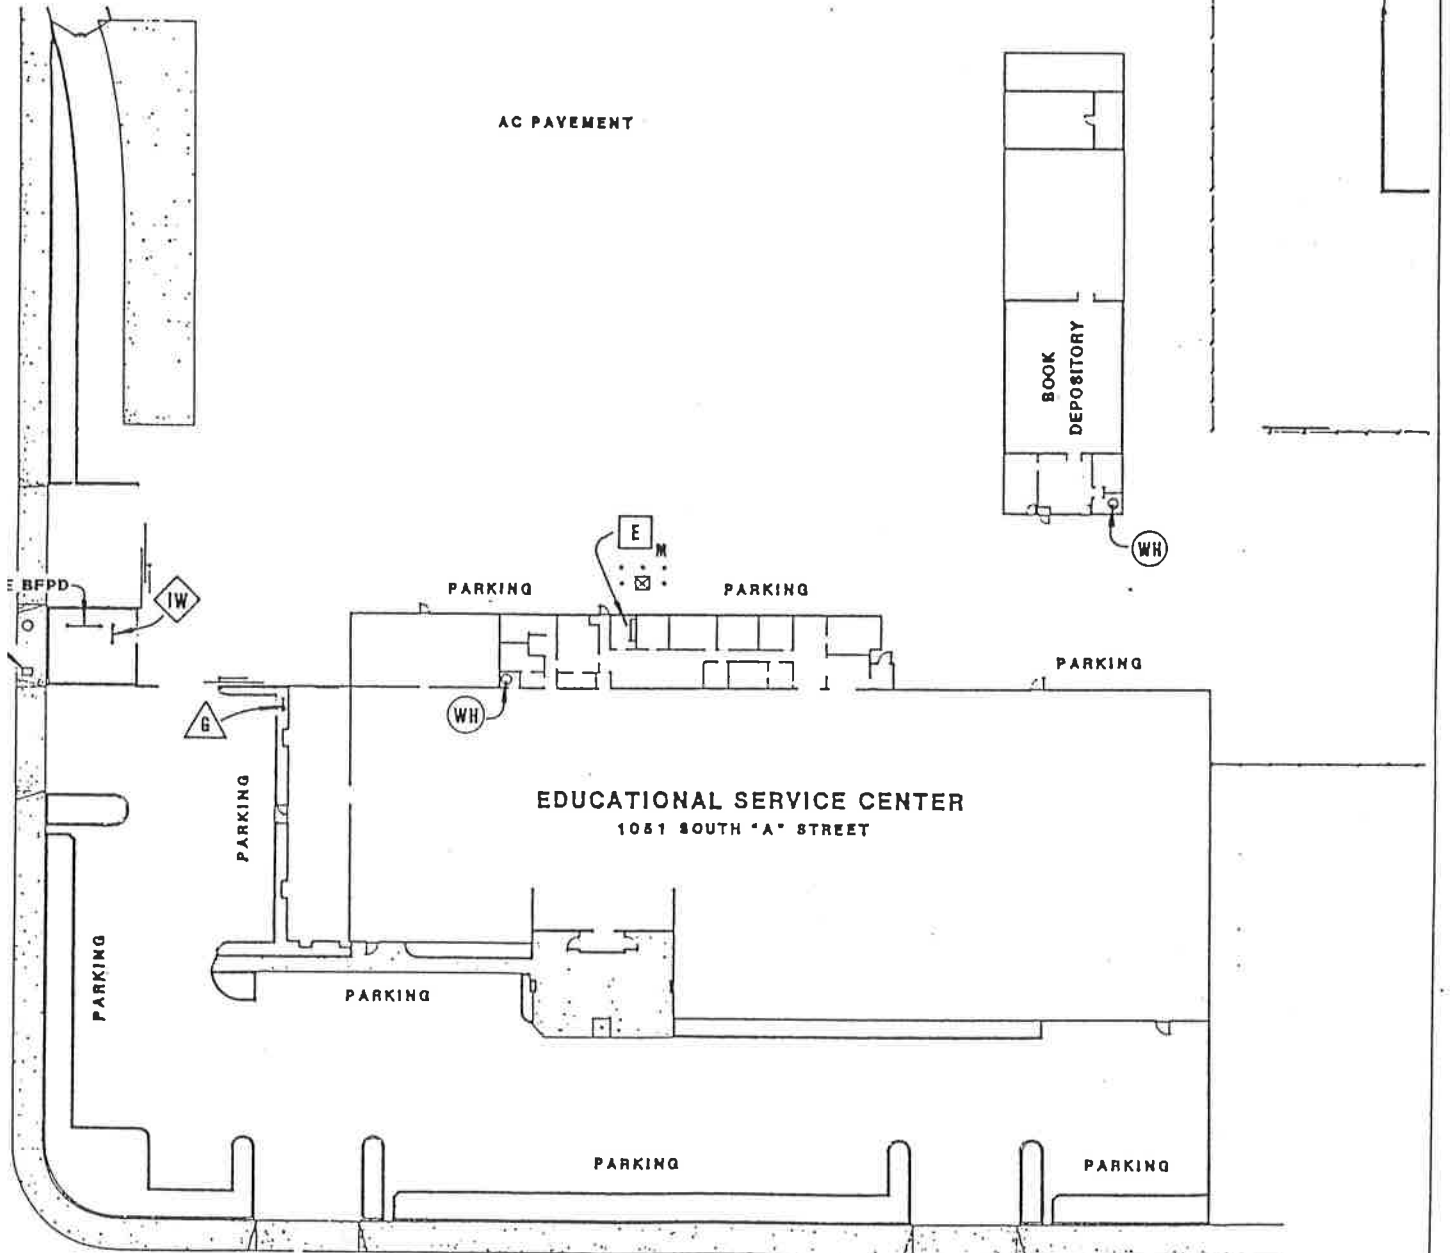 AC PAVEMENT
BOOK
DEPOSITORY
E
M
WH
BFPD
IW
PARKING
PARKING
PARKING
G
WH
PARKING
EDUCATIONAL SERVICE CENTER
1051 SOUTH "A" STREET
PARKING
PARKING
PARKING
PARKING